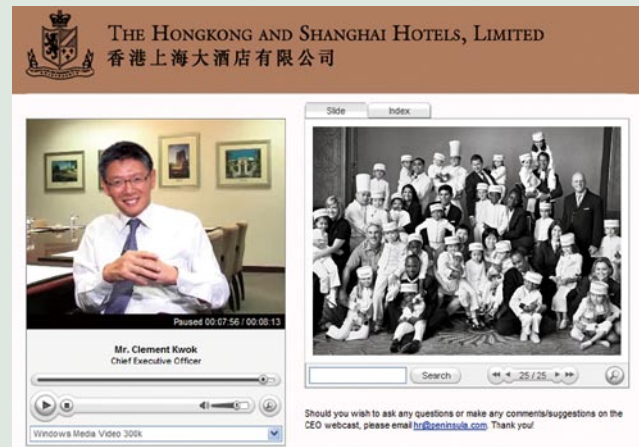 THE HONGKONG AND SHANGHAI HOTELS, LIMITED
香港上海大酒店有限公司
Slide
Index
Paused 00:07:56 / 00:08:13
Mr. Clement Kwok
Chief Executive Officer
Windows Media Video 300k
Search
25 / 25
Should you wish to ask any questions or make any comments/suggestions on the
CEO webcast, please email hr@peninsula.com. Thank you!